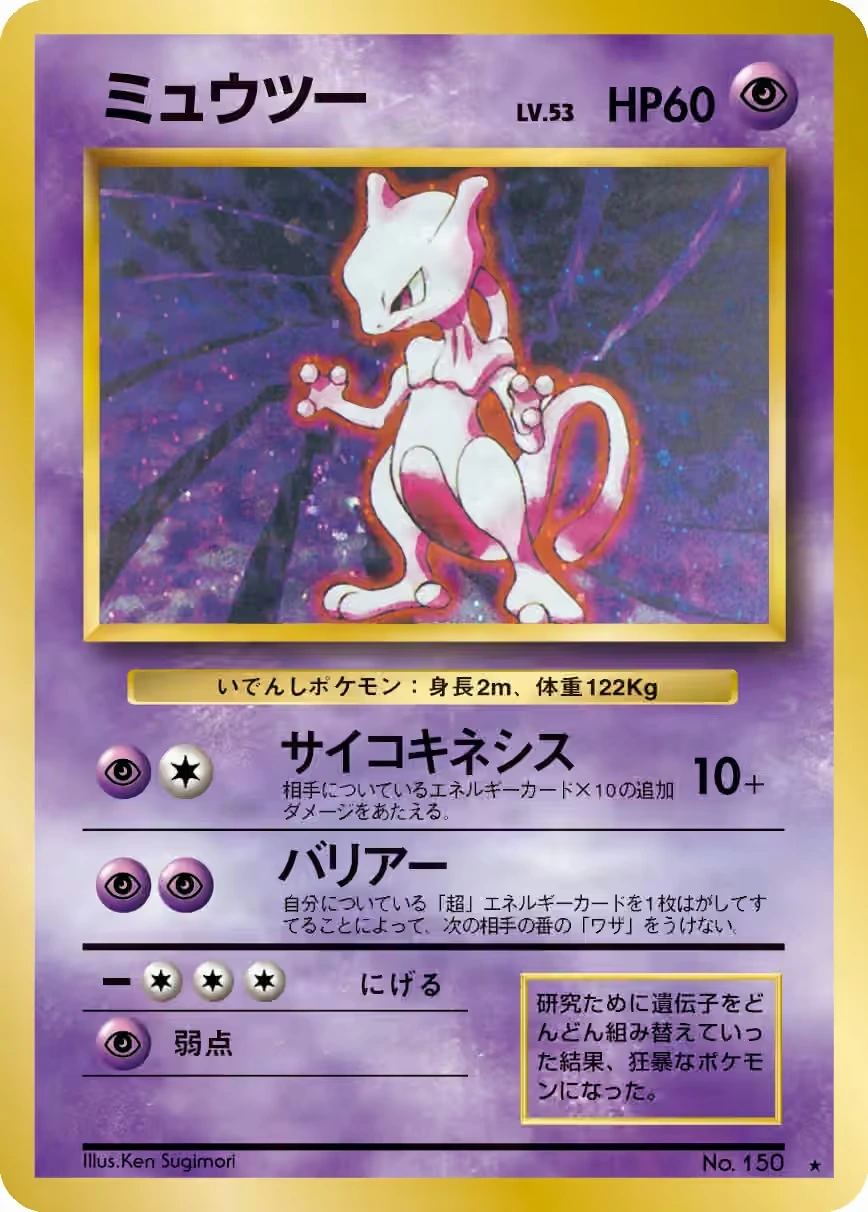 ミュウツー LV.53 HP60
いでんしポケモン：身長2m、体重122Kg
サイコキネシス 10+
相手についているエネルギーカード×10の追加
ダメージをあたえる。
バリアー
自分についている「超」エネルギーカードを1枚はがしてす
てることによって、次の相手の番の「ワザ」をうけない。
にげる
弱点
研究ために遺伝子をど
んどん組み替えていっ
た結果、狂暴なポケモ
ンになった。
Illus.Ken Sugimori No. 150 ★